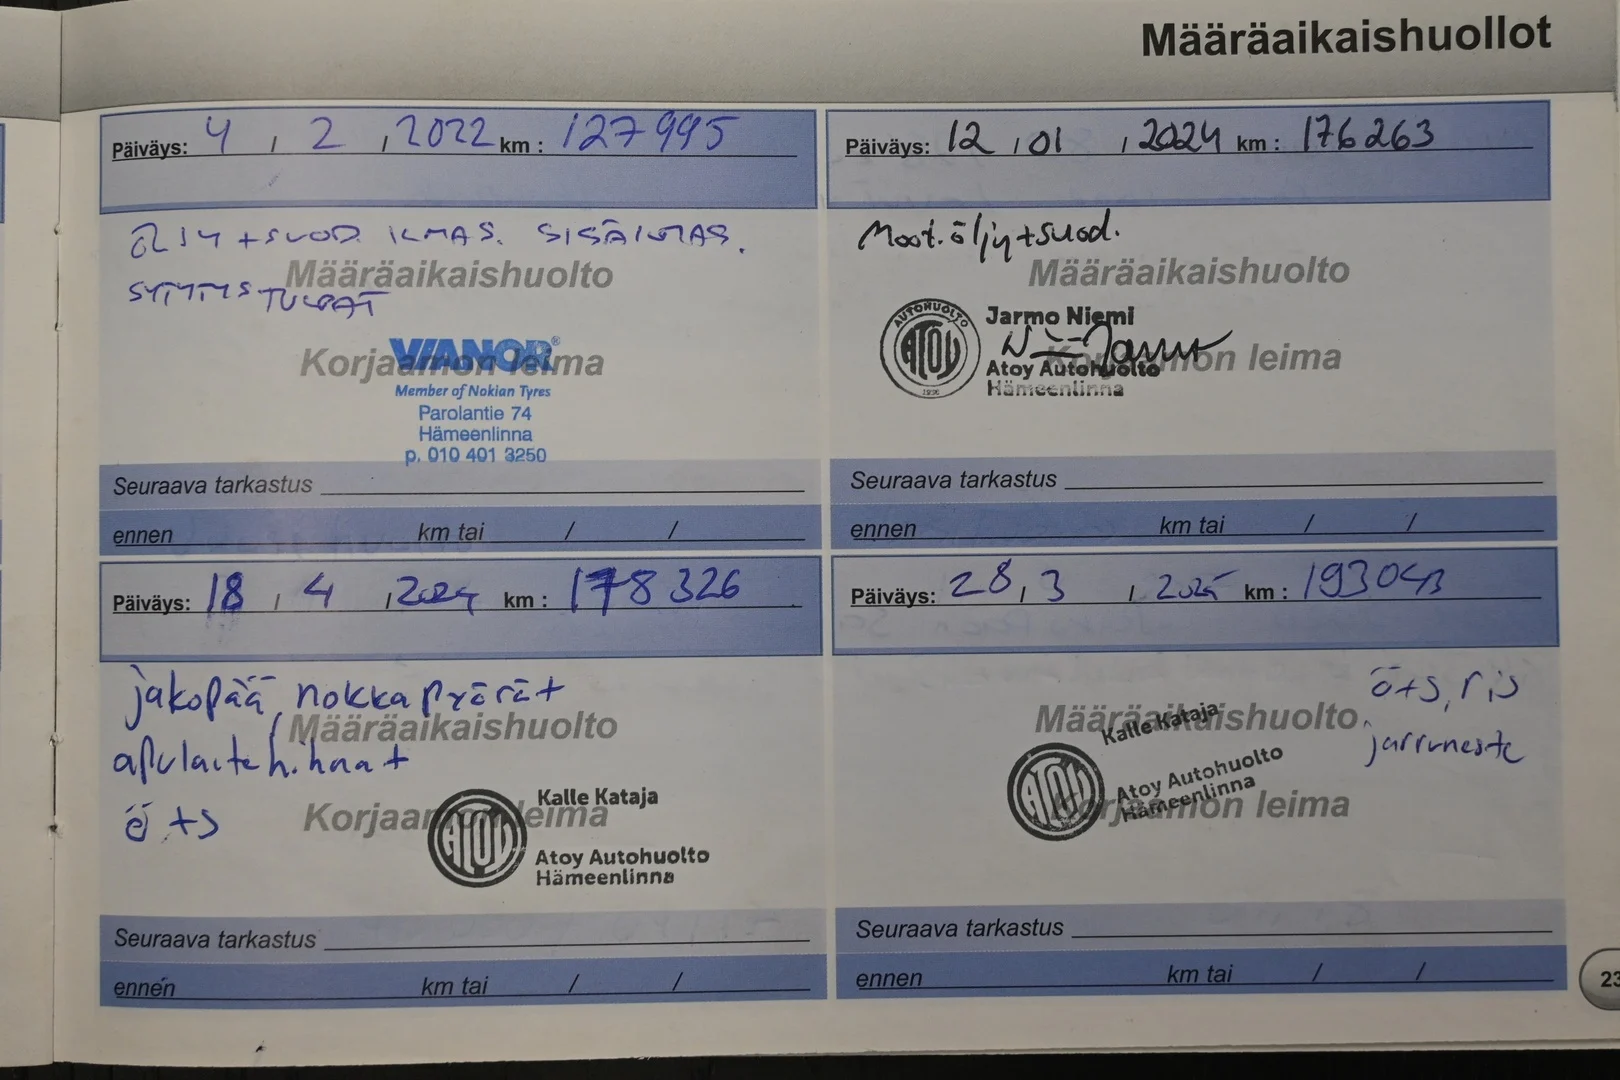 Määräaikaishuollot
Päiväys: 4 / 2 / 2022 km: 127995
ÖLJY + SUOD. ILMAS. SISÄILMAS.
Määräaikaishuolto
SYTYTYSTULPAT
Korjaamon leima
VIANOR®
Member of Nokian Tyres
Parolantie 74
Hämeenlinna
p. 010 401 3250
Seuraava tarkastus
ennen km tai / /
Päiväys: 12 / 01 / 2024 km: 176263
Moot. öljy + suod.
Määräaikaishuolto
AUTOHUOLTO
ATOY
Jarmo Niemi
Korjaamon leima
Atoy Autohuolto
Hämeenlinna
Seuraava tarkastus
ennen km tai / /
Päiväys: 18 / 4 / 2024 km: 178326
jakopää, nokkapyörät
Määräaikaishuolto
apulaitehihnat
ö + s
Korjaamon leima
ATOY
Kalle Kataja
Atoy Autohuolto
Hämeenlinna
Seuraava tarkastus
ennen km tai / /
Päiväys: 28, 3 / 2025 km: 193043
ö+s, ris
Määräaikaishuolto
jarruneste
Kalle Kataja
ATOY
Atoy Autohuolto
Hämeenlinna
Korjaamon leima
Seuraava tarkastus
ennen km tai / /
23